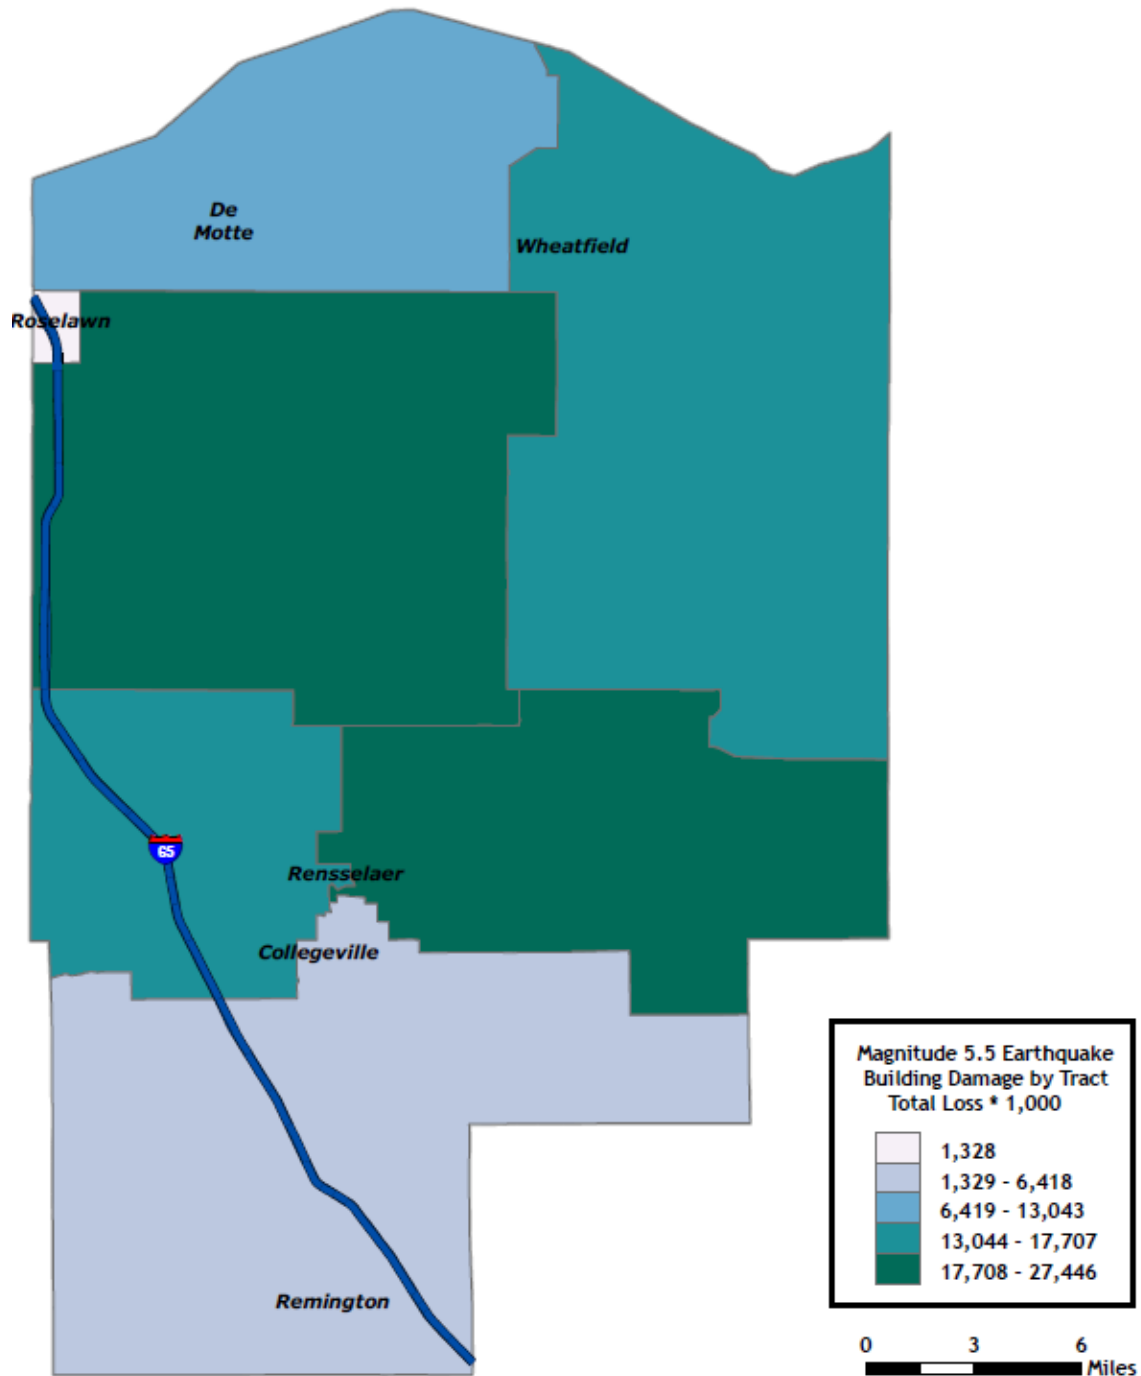 De
Motte
Wheatfield
Roselawn
65
Rensselaer
Collegeville
Remington
Magnitude 5.5 Earthquake
Building Damage by Tract
Total Loss * 1,000
1,328
1,329 - 6,418
6,419 - 13,043
13,044 - 17,707
17,708 - 27,446
0 3 6
Miles